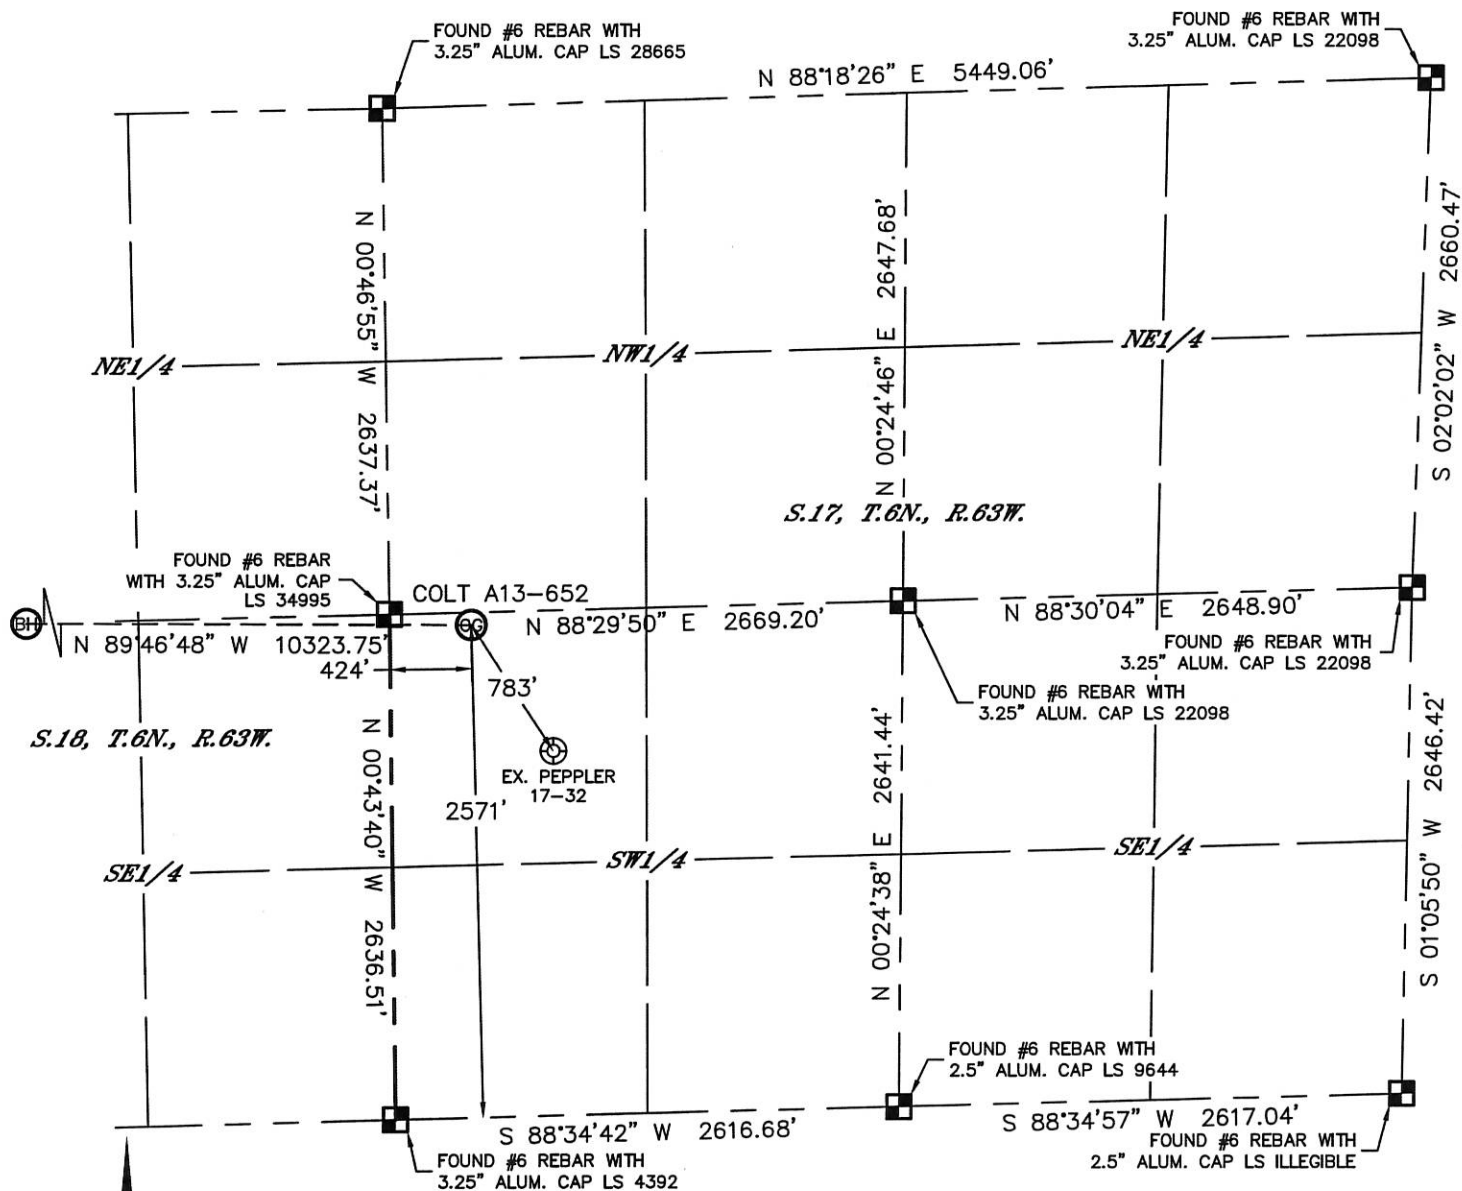 FOUND #6 REBAR WITH
3.25" ALUM. CAP LS 28665
FOUND #6 REBAR WITH
3.25" ALUM. CAP LS 22098
N 88°18'26" E 5449.06'
N 00°46'55" W 2637.37'
N 00°24'46" E 2647.68'
S 02°02'02" W 2660.47'
NE1/4
NW1/4
NE1/4
S.17, T.6N., R.63W.
FOUND #6 REBAR
WITH 3.25" ALUM. CAP
LS 34995
COLT A13-652
BH
OG
N 88°29'50" E 2669.20'
N 88°30'04" E 2648.90'
N 89°46'48" W 10323.75'
424'
783'
FOUND #6 REBAR WITH
3.25" ALUM. CAP LS 22098
FOUND #6 REBAR WITH
3.25" ALUM. CAP LS 22098
S.18, T.6N., R.63W.
EX. PEPPLER
17-32
2571'
N 00°43'40" W 2636.51'
N 00°24'38" E 2641.44'
S 01°05'50" W 2646.42'
SE1/4
SW1/4
SE1/4
FOUND #6 REBAR WITH
2.5" ALUM. CAP LS 9644
S 88°34'42" W 2616.68'
S 88°34'57" W 2617.04'
FOUND #6 REBAR WITH
2.5" ALUM. CAP LS ILLEGIBLE
FOUND #6 REBAR WITH
3.25" ALUM. CAP LS 4392